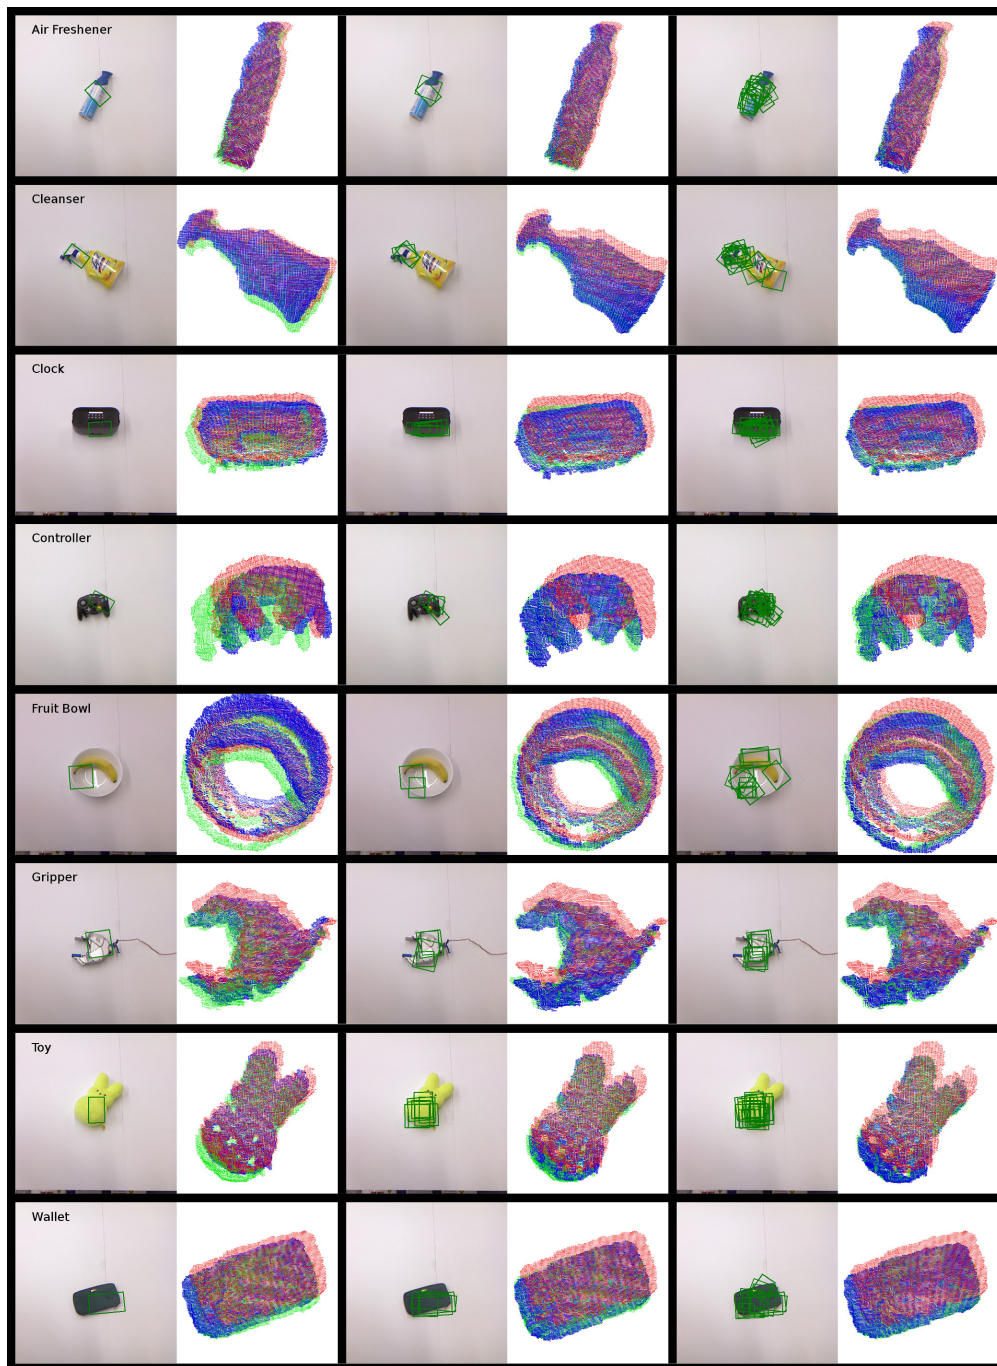 Air Freshener
Cleanser
Clock
Controller
Fruit Bowl
Gripper
Toy
Wallet